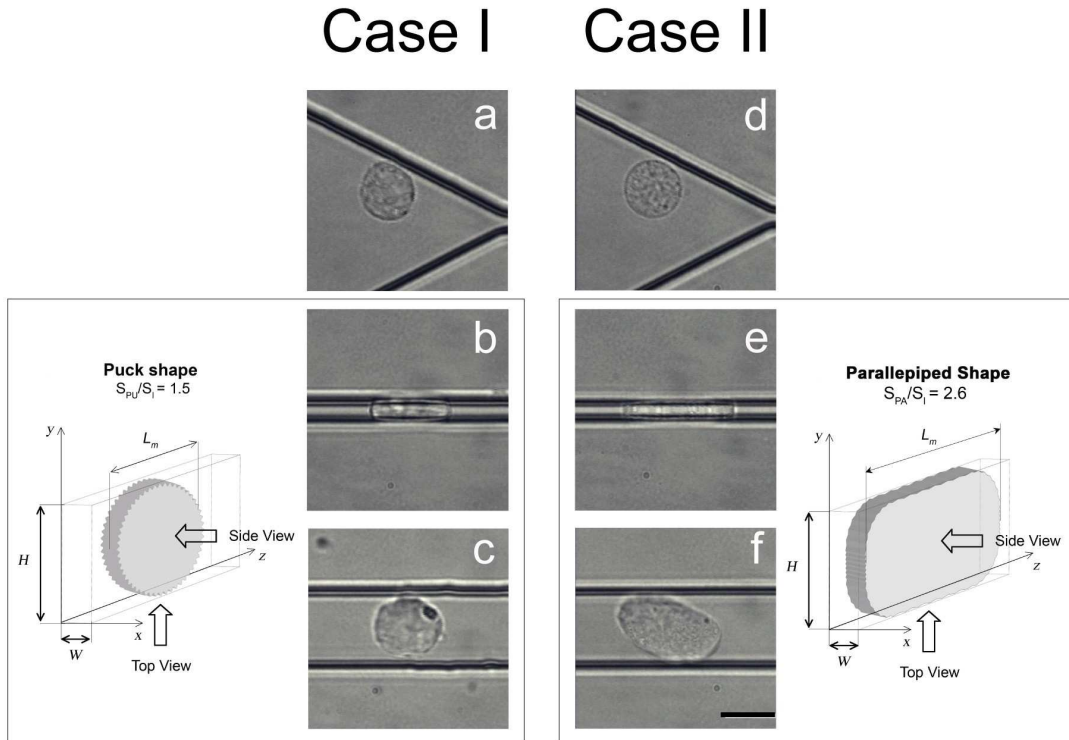 Case I
Case II
a
d
b
Puck shape
S_PU/S_I = 1.5
y
L_m
H
Side View
z
x
W
Top View
c
e
Parallepiped Shape
S_PA/S_I = 2.6
y
L_m
H
Side View
z
x
W
Top View
f